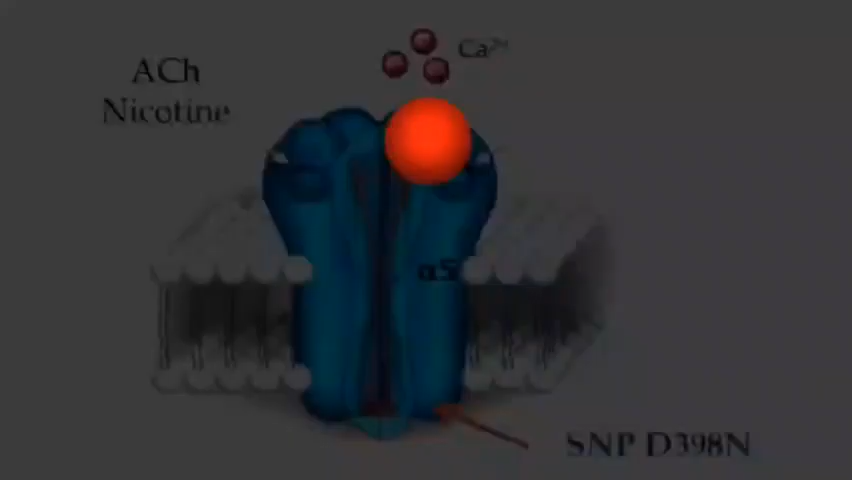 Ca²⁺
ACh
Nicotine
α5
SNP D398N